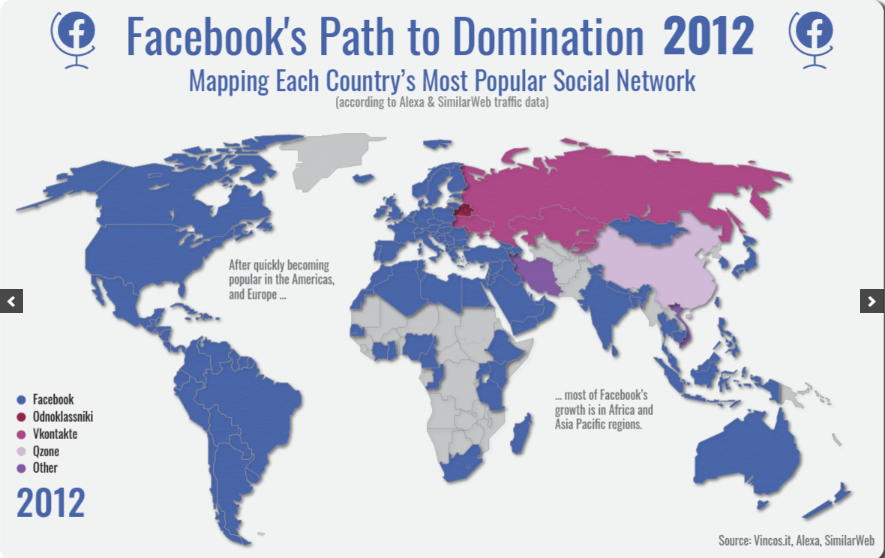 Facebook's Path to Domination 2012
Mapping Each Country's Most Popular Social Network
(according to Alexa & SimilarWeb traffic data)
After quickly becoming
popular in the Americas,
and Europe ...
... most of Facebook's
growth is in Africa and
Asia Pacific regions.
Facebook
Odnoklassniki
Vkontakte
Qzone
Other
2012
Source: Vincos.it, Alexa, SimilarWeb